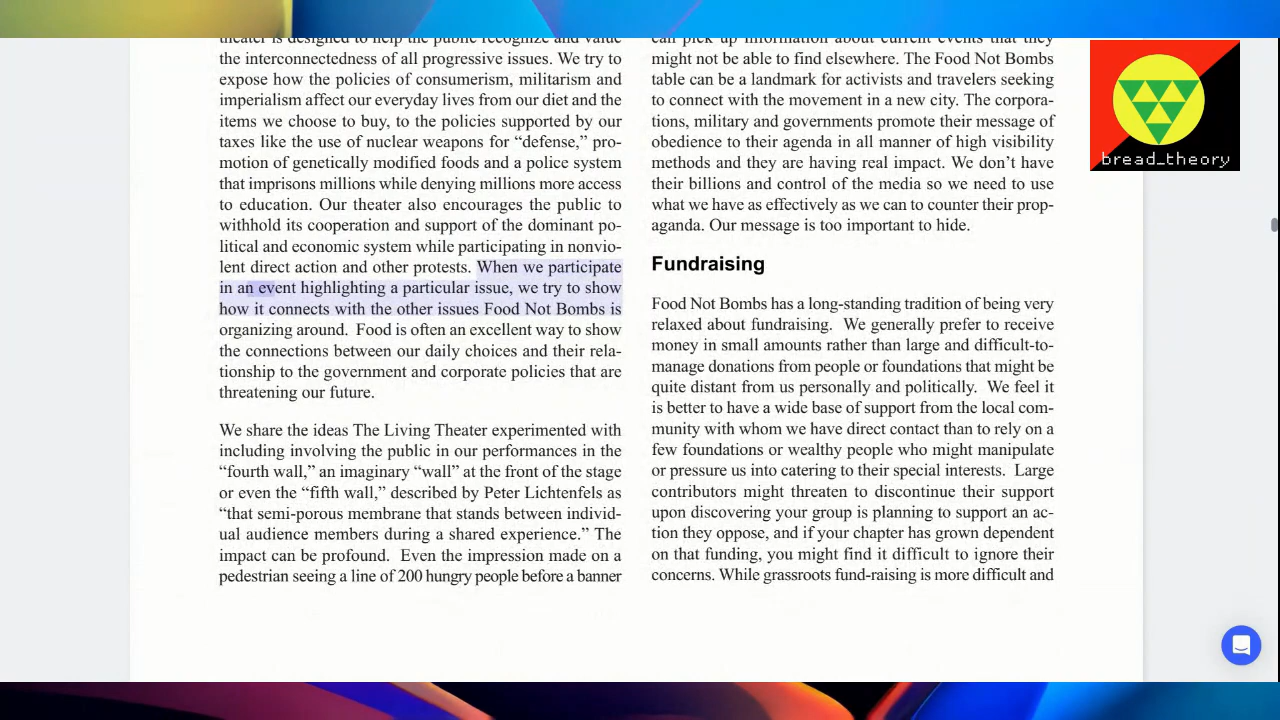 theater is designed to help the public recognize and value
the interconnectedness of all progressive issues. We try to
expose how the policies of consumerism, militarism and
imperialism affect our everyday lives from our diet and the
items we choose to buy, to the policies supported by our
taxes like the use of nuclear weapons for “defense,” pro-
motion of genetically modified foods and a police system
that imprisons millions while denying millions more access
to education. Our theater also encourages the public to
withhold its cooperation and support of the dominant po-
litical and economic system while participating in nonvio-
lent direct action and other protests. When we participate
in an event highlighting a particular issue, we try to show
how it connects with the other issues Food Not Bombs is
organizing around. Food is often an excellent way to show
the connections between our daily choices and their rela-
tionship to the government and corporate policies that are
threatening our future.
We share the ideas The Living Theater experimented with
including involving the public in our performances in the
“fourth wall,” an imaginary “wall” at the front of the stage
or even the “fifth wall,” described by Peter Lichtenfels as
“that semi-porous membrane that stands between individ-
ual audience members during a shared experience.” The
impact can be profound. Even the impression made on a
pedestrian seeing a line of 200 hungry people before a banner
can pick up information about current events that they
might not be able to find elsewhere. The Food Not Bombs
table can be a landmark for activists and travelers seeking
to connect with the movement in a new city. The corpora-
tions, military and governments promote their message of
obedience to their agenda in all manner of high visibility
methods and they are having real impact. We don’t have
their billions and control of the media so we need to use
what we have as effectively as we can to counter their prop-
aganda. Our message is too important to hide.
Fundraising
Food Not Bombs has a long-standing tradition of being very
relaxed about fundraising. We generally prefer to receive
money in small amounts rather than large and difficult-to-
manage donations from people or foundations that might be
quite distant from us personally and politically. We feel it
is better to have a wide base of support from the local com-
munity with whom we have direct contact than to rely on a
few foundations or wealthy people who might manipulate
or pressure us into catering to their special interests. Large
contributors might threaten to discontinue their support
upon discovering your group is planning to support an ac-
tion they oppose, and if your chapter has grown dependent
on that funding, you might find it difficult to ignore their
concerns. While grassroots fund-raising is more difficult and
bread_theory